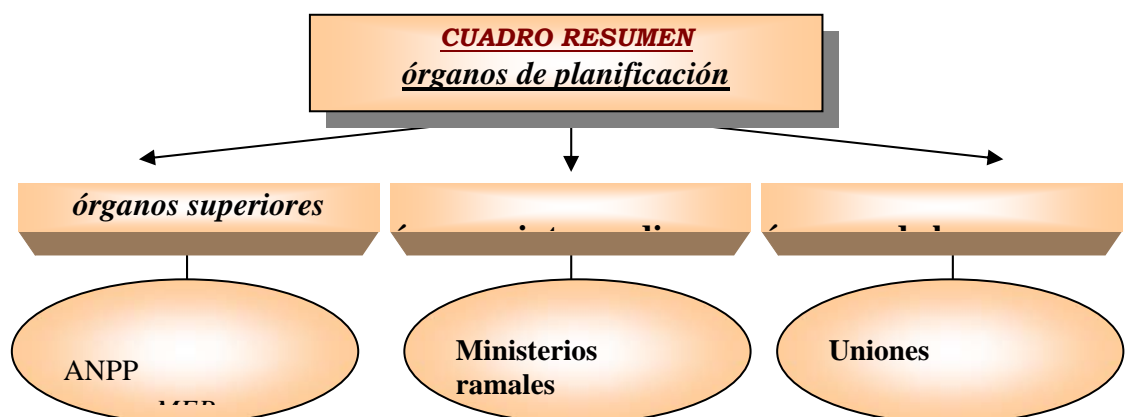 CUADRO RESUMEN
órganos de planificación
órganos superiores
Ministerios
ramales
Uniones
ANPP